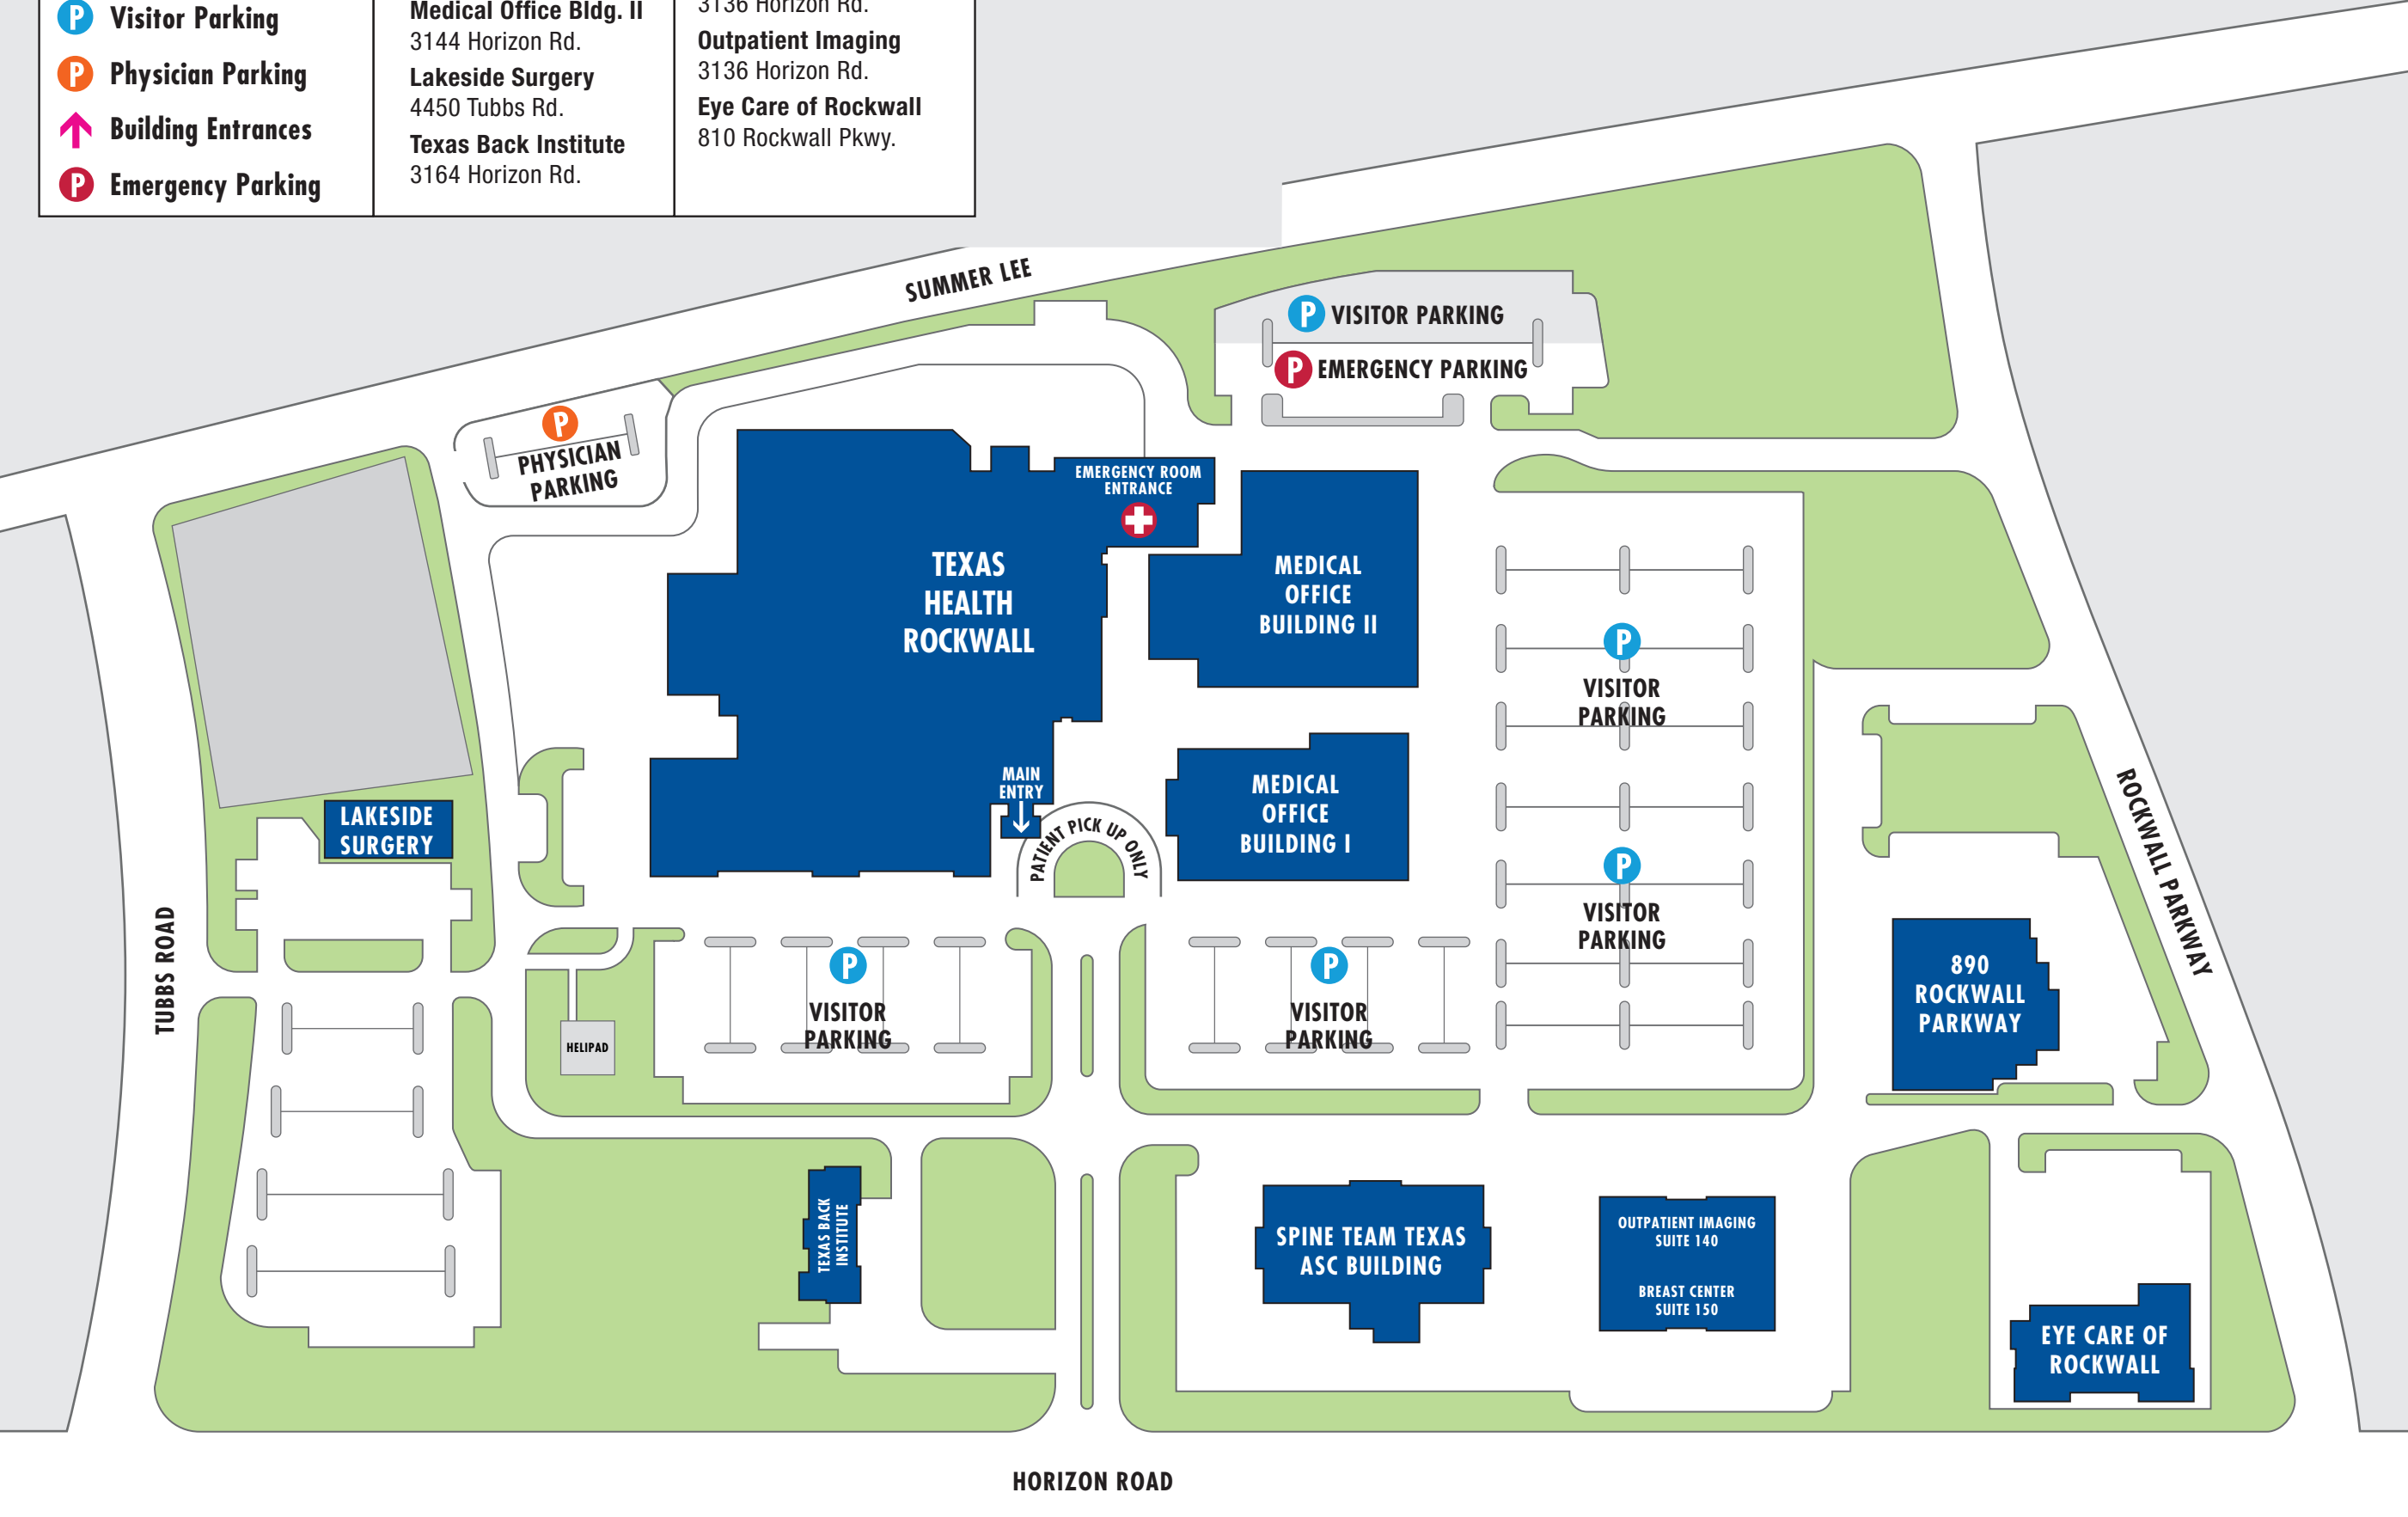 P Visitor Parking
P Physician Parking
Building Entrances
P Emergency Parking
Medical Office Bldg. II
3144 Horizon Rd.
Lakeside Surgery
4450 Tubbs Rd.
Texas Back Institute
3164 Horizon Rd.
3136 Horizon Rd.
Outpatient Imaging
3136 Horizon Rd.
Eye Care of Rockwall
810 Rockwall Pkwy.
SUMMER LEE
P VISITOR PARKING
P EMERGENCY PARKING
P
PHYSICIAN
PARKING
EMERGENCY ROOM
ENTRANCE
TEXAS
HEALTH
ROCKWALL
MEDICAL
OFFICE
BUILDING II
P
VISITOR
PARKING
MAIN
ENTRY
PATIENT PICK UP ONLY
MEDICAL
OFFICE
BUILDING I
LAKESIDE
SURGERY
P
VISITOR
PARKING
ROCKWALL PARKWAY
TUBBS ROAD
HELIPAD
P
VISITOR
PARKING
P
VISITOR
PARKING
890
ROCKWALL
PARKWAY
TEXAS BACK
INSTITUTE
SPINE TEAM TEXAS
ASC BUILDING
OUTPATIENT IMAGING
SUITE 140
BREAST CENTER
SUITE 150
EYE CARE OF
ROCKWALL
HORIZON ROAD